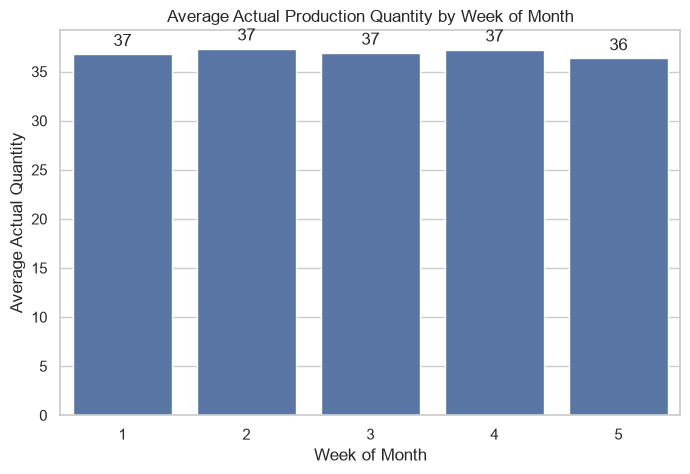 Average Actual Production Quantity by Week of Month
37 37 37 37 36
35
30
25
20
15
10
5
0
Average Actual Quantity
1 2 3 4 5
Week of Month